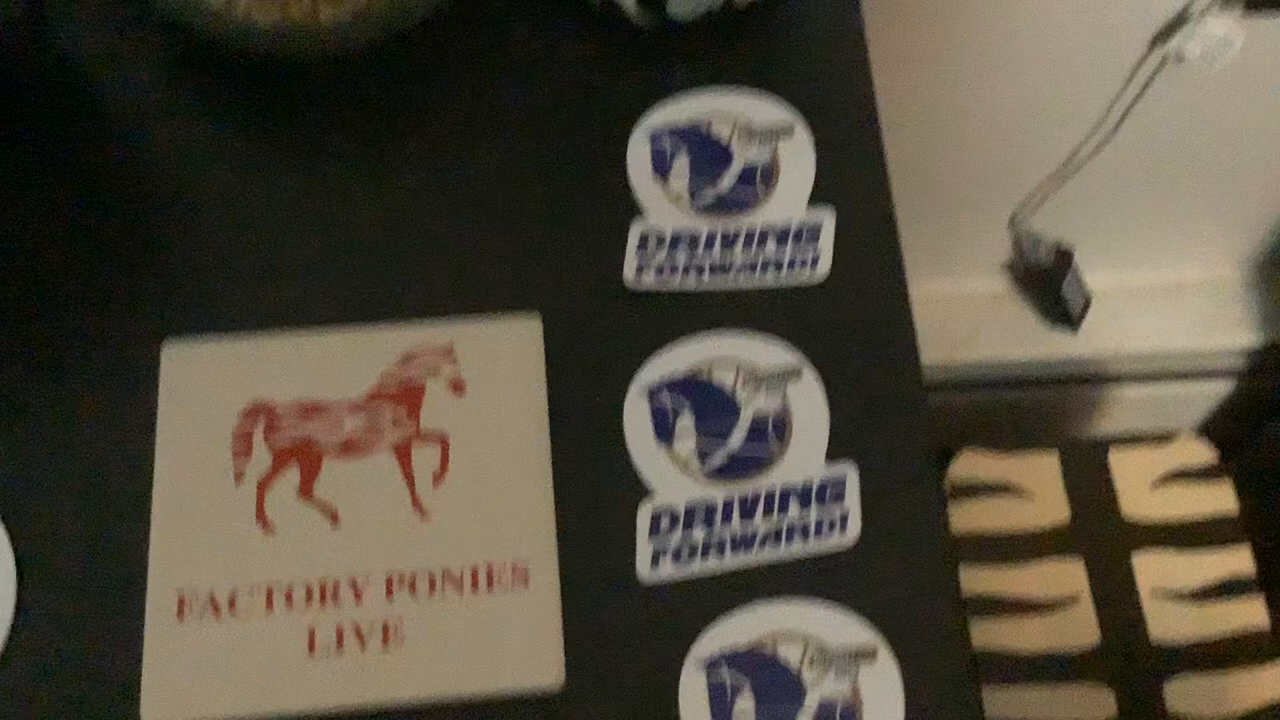 DRIVING
FORWARD!
DRIVING
FORWARD!
FACTORY PONIES
LIVE